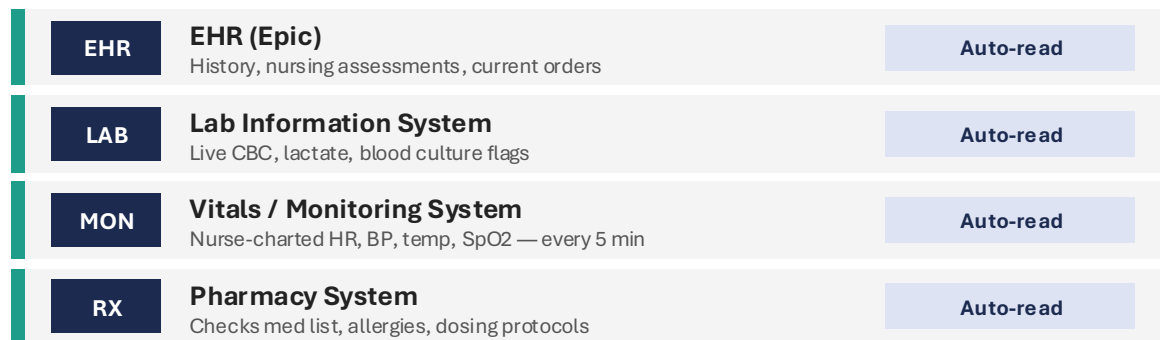 EHR
EHR (Epic)
History, nursing assessments, current orders
Auto-read
LAB
Lab Information System
Live CBC, lactate, blood culture flags
Auto-read
MON
Vitals / Monitoring System
Nurse-charted HR, BP, temp, SpO2 — every 5 min
Auto-read
RX
Pharmacy System
Checks med list, allergies, dosing protocols
Auto-read